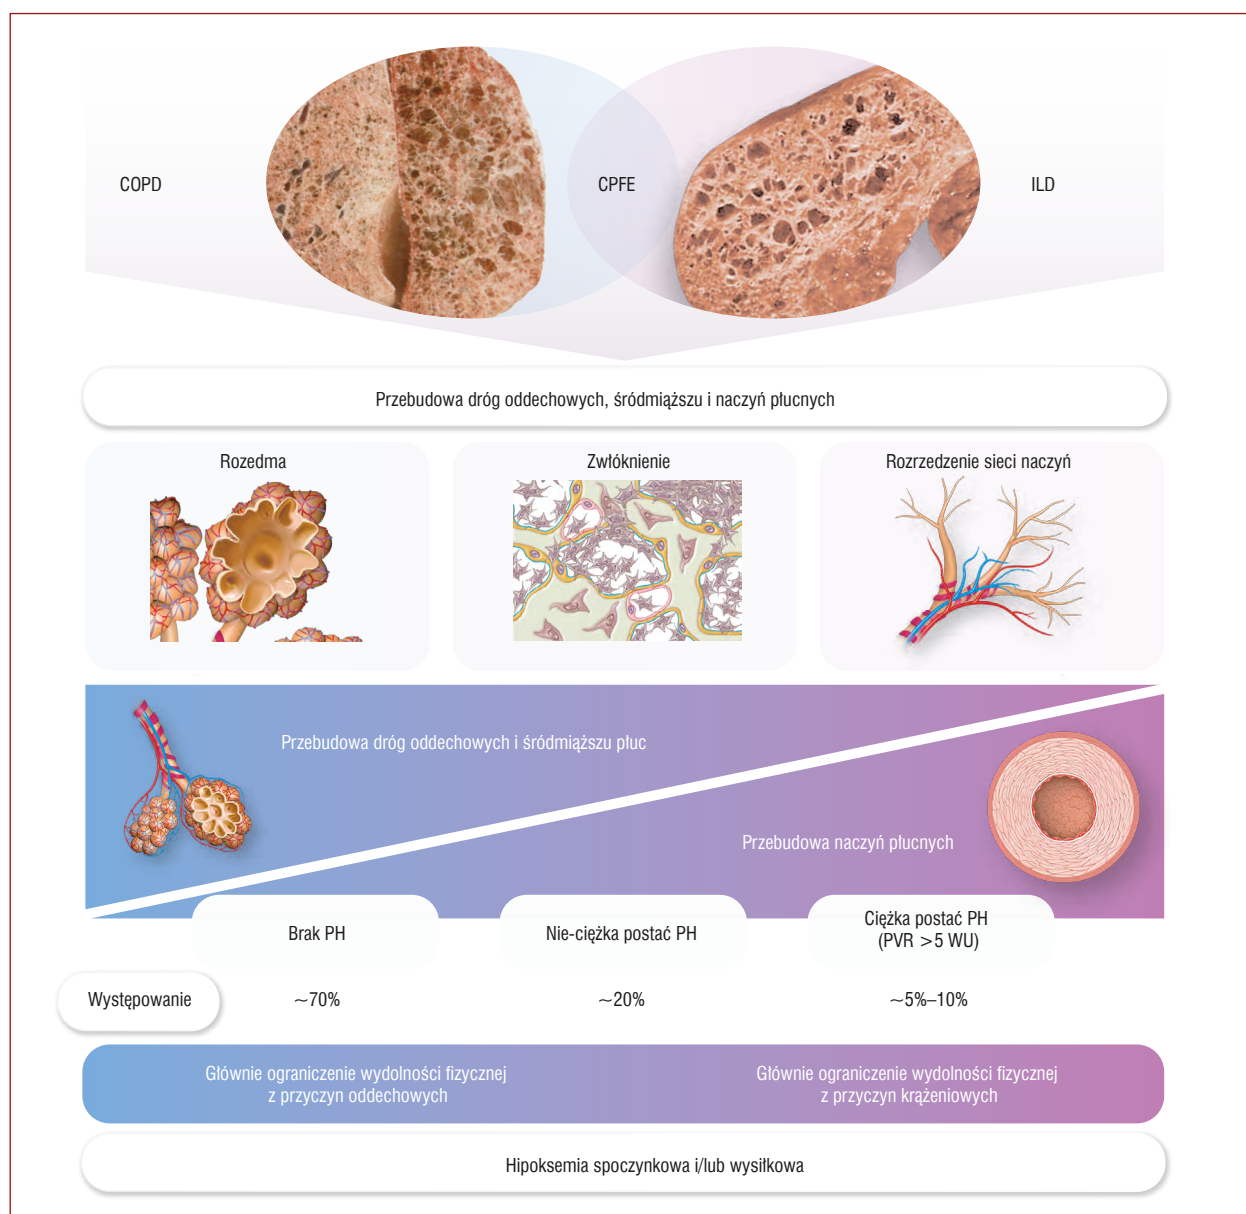 COPD
CPFE
ILD
Przebudowa dróg oddechowych, śródmiąższu i naczyń płucnych
Rozedma
Zwłóknienie
Rozrzedzenie sieci naczyń
Przebudowa dróg oddechowych i śródmiąższu płuc
Przebudowa naczyń płucnych
Brak PH
Nie-ciężka postać PH
Ciężka postać PH
(PVR >5 WU)
Występowanie
~70%
~20%
~5%–10%
Głównie ograniczenie wydolności fizycznej
z przyczyn oddechowych
Głównie ograniczenie wydolności fizycznej
z przyczyn krążeniowych
Hipoksemia spoczynkowa i/lub wysiłkowa